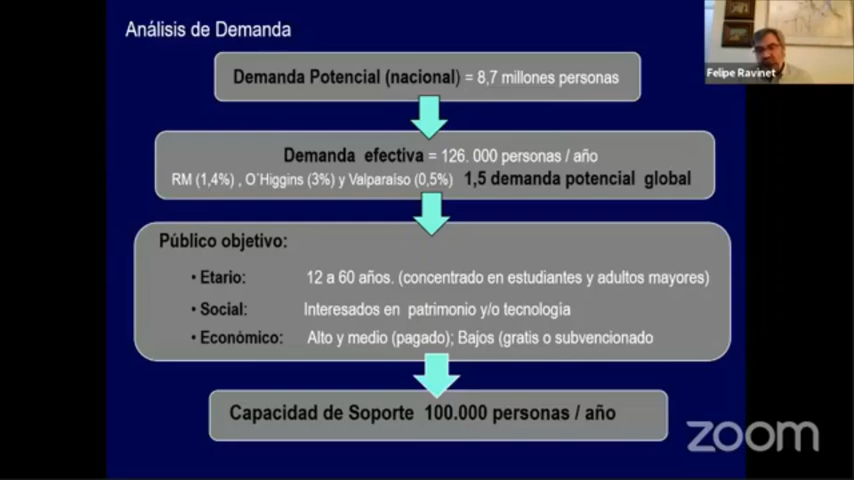 Análisis de Demanda
Felipe Ravinet
Demanda Potencial (nacional) = 8,7 millones personas
Demanda efectiva = 126. 000 personas / año
RM (1,4%) , O´Higgins (3%) y Valparaíso (0,5%) 1,5 demanda potencial global
Público objetivo:
• Etario: 12 a 60 años. (concentrado en estudiantes y adultos mayores)
• Social: Interesados en patrimonio y/o tecnología
• Económico: Alto y medio (pagado); Bajos (gratis o subvencionado
Capacidad de Soporte 100.000 personas / año
zoom